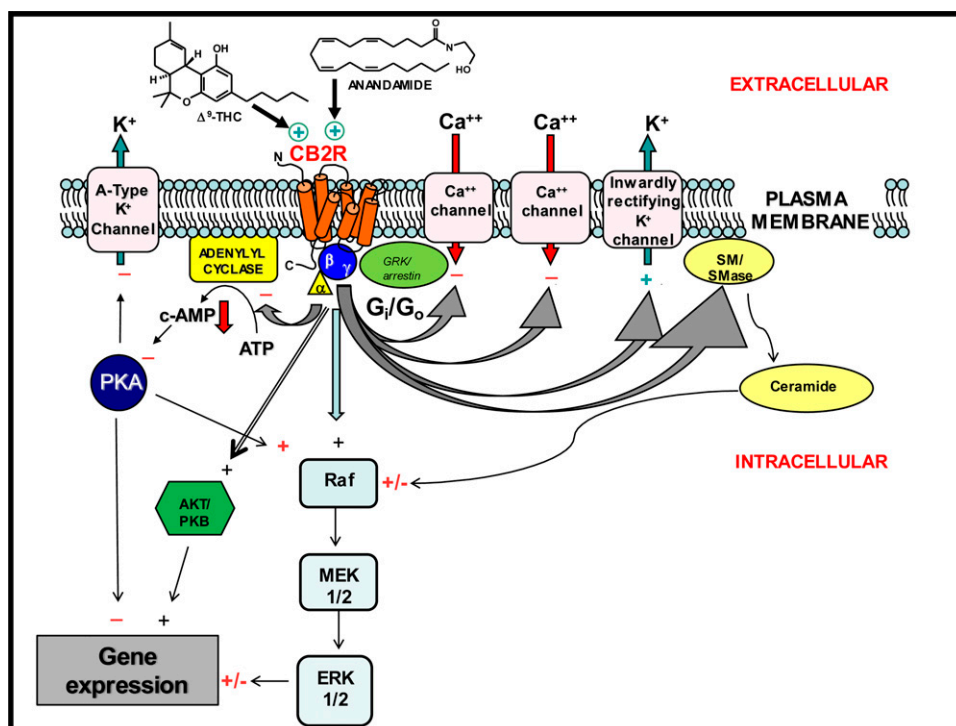 OH
H
H
O
Δ⁹-THC
O
N
H
HO
ANANDAMIDE
EXTRACELLULAR
K⁺
+
+
N
CB2R
Ca⁺⁺
Ca⁺⁺
K⁺
A-Type
K⁺
Channel
Ca⁺⁺
channel
Ca⁺⁺
channel
Inwardly
rectifying
K⁺
channel
PLASMA
MEMBRANE
ADENYLYL
CYCLASE
C
β
γ
α
GRK/
arrestin
SM/
SMase
–
–
–
–
+
Gi/Go
c-AMP
ATP
–
PKA
Ceramide
+
+
+
Raf
+/-
INTRACELLULAR
AKT/
PKB
MEK
1/2
–
+
Gene
expression
+/-
ERK
1/2